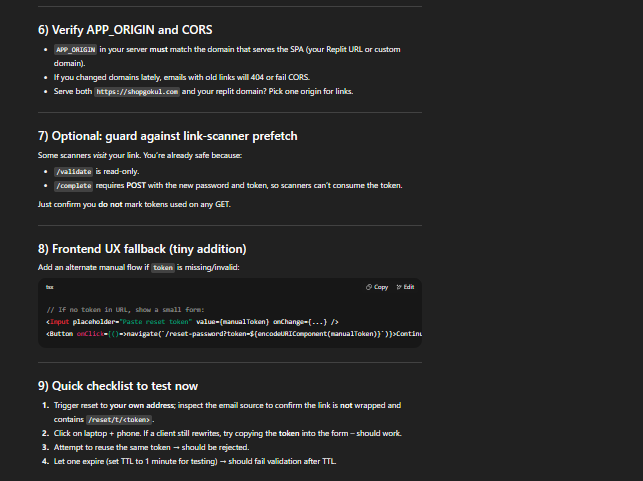 6) Verify APP_ORIGIN and CORS
APP_ORIGIN in your server must match the domain that serves the SPA (your Replit URL or custom
domain).
If you changed domains lately, emails with old links will 404 or fail CORS.
Serve both https://shopgokul.com and your replit domain? Pick one origin for links.
7) Optional: guard against link-scanner prefetch
Some scanners visit your link. You're already safe because:
/validate is read-only.
/complete requires POST with the new password and token, so scanners can't consume the token.
Just confirm you do not mark tokens used on any GET.
8) Frontend UX fallback (tiny addition)
Add an alternate manual flow if token is missing/invalid:
tsx
Copy Edit
// If no token in URL, show a small form:
<Input placeholder="Paste reset token" value={manualToken} onChange={...} />
<Button onClick={()=>navigate(`/reset-password?token=${encodeURIComponent(manualToken)}`)}>Continu
9) Quick checklist to test now
1. Trigger reset to your own address; inspect the email source to confirm the link is not wrapped and
contains /reset/t/<token>.
2. Click on laptop + phone. If a client still rewrites, try copying the token into the form – should work.
3. Attempt to reuse the same token → should be rejected.
4. Let one expire (set TTL to 1 minute for testing) → should fail validation after TTL.